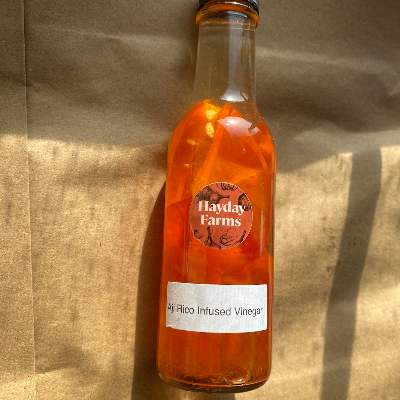 Hayday
Farms
Aji Rico Infused Vinegar